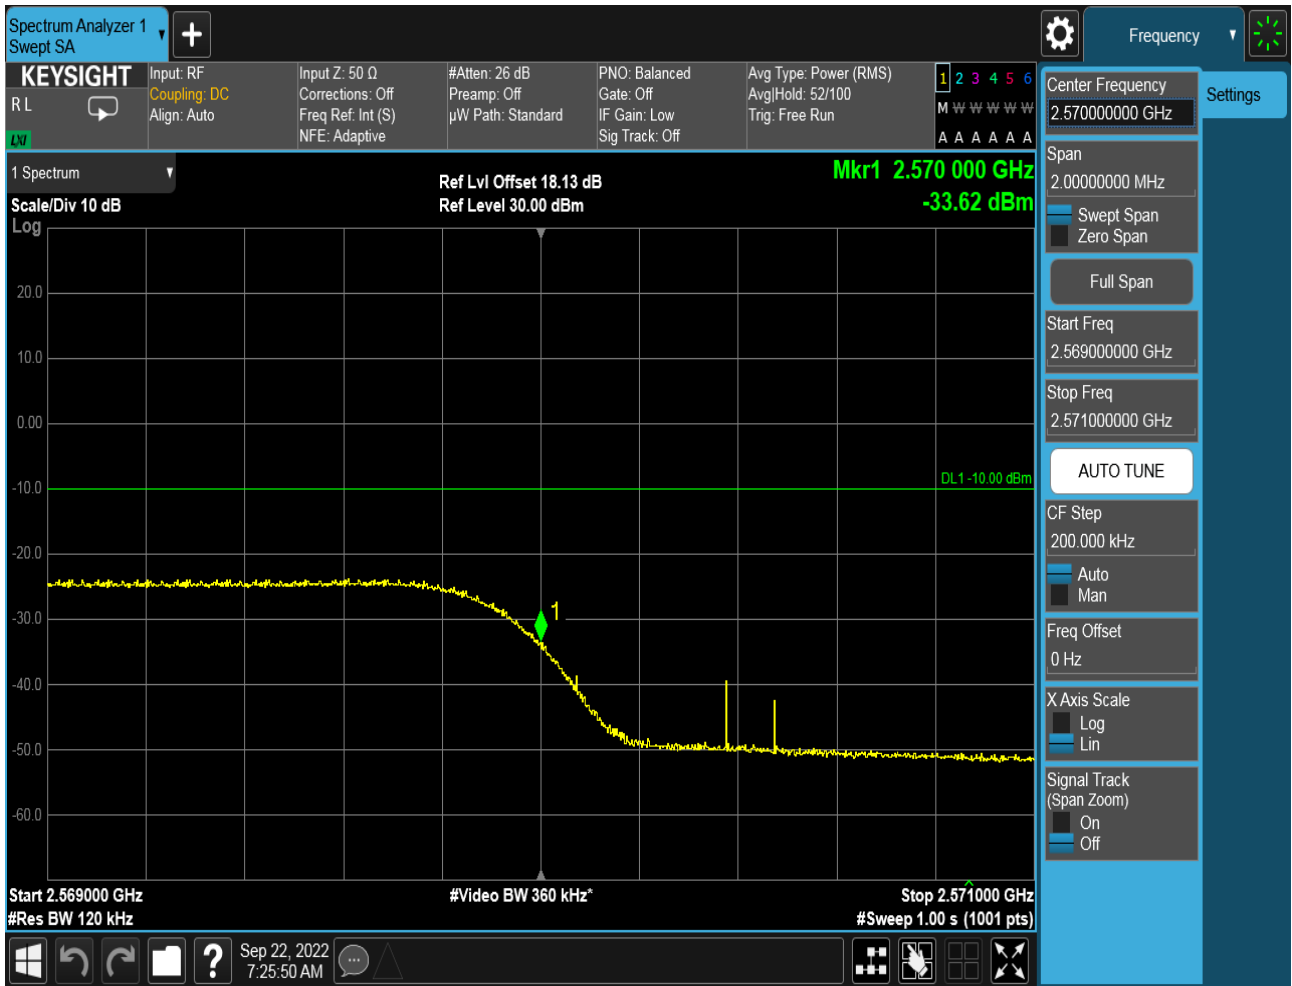 Spectrum Analyzer 1
Swept SA
Frequency
KEYSIGHT
R L
LXI
Input: RF
Coupling: DC
Align: Auto
Input Z: 50 Ω
Corrections: Off
Freq Ref: Int (S)
NFE: Adaptive
#Atten: 26 dB
Preamp: Off
µW Path: Standard
PNO: Balanced
Gate: Off
IF Gain: Low
Sig Track: Off
Avg Type: Power (RMS)
Avg|Hold: 52/100
Trig: Free Run
1 2 3 4 5 6
M W W W W W
A A A A A A
1 Spectrum
Scale/Div 10 dB
Log
Ref Lvl Offset 18.13 dB
Ref Level 30.00 dBm
Mkr1 2.570 000 GHz
-33.62 dBm
20.0
10.0
0.00
-10.0
-20.0
-30.0
-40.0
-50.0
-60.0
DL1 -10.00 dBm
1
Start 2.569000 GHz
#Res BW 120 kHz
#Video BW 360 kHz*
Stop 2.571000 GHz
#Sweep 1.00 s (1001 pts)
Center Frequency
2.570000000 GHz
Settings
Span
2.00000000 MHz
Swept Span
Zero Span
Full Span
Start Freq
2.569000000 GHz
Stop Freq
2.571000000 GHz
AUTO TUNE
CF Step
200.000 kHz
Auto
Man
Freq Offset
0 Hz
X Axis Scale
Log
Lin
Signal Track
(Span Zoom)
On
Off
?
Sep 22, 2022
7:25:50 AM